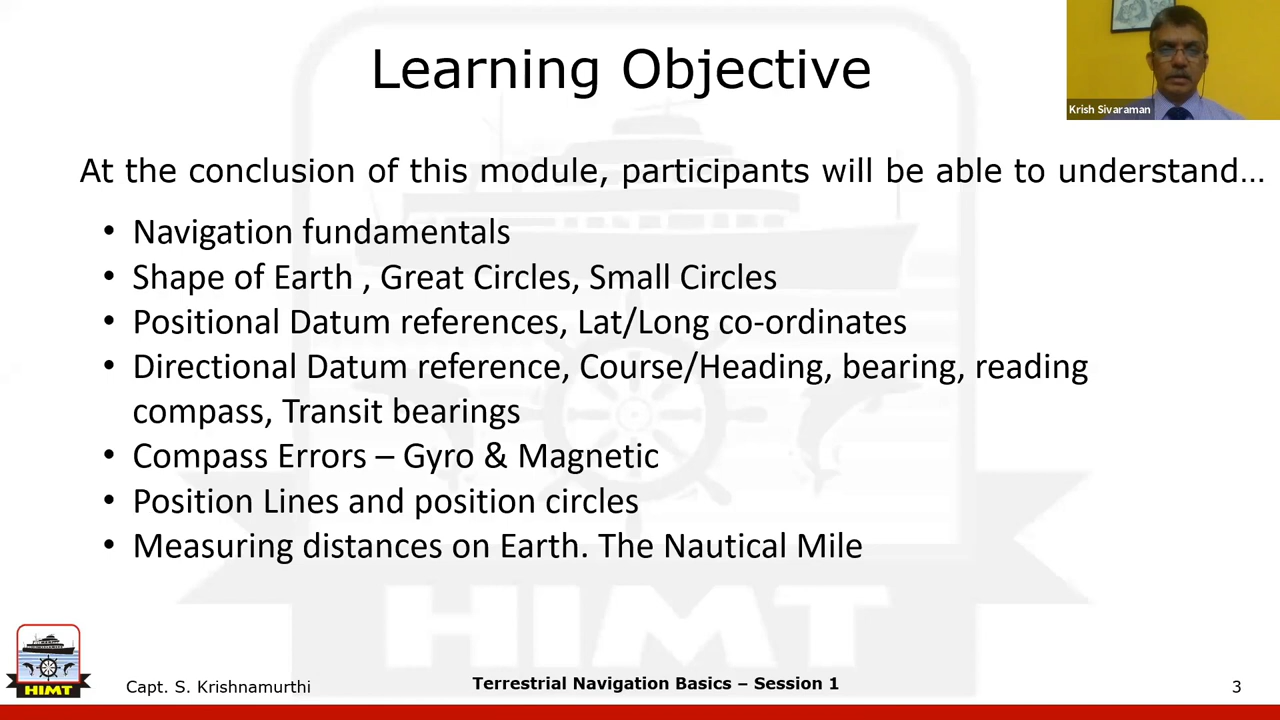 Learning Objective
Krish Sivaraman
At the conclusion of this module, participants will be able to understand…
• Navigation fundamentals
• Shape of Earth , Great Circles, Small Circles
• Positional Datum references, Lat/Long co-ordinates
• Directional Datum reference, Course/Heading, bearing, reading
compass, Transit bearings
• Compass Errors – Gyro & Magnetic
• Position Lines and position circles
• Measuring distances on Earth. The Nautical Mile
HIMT
HIMT
Capt. S. Krishnamurthi
Terrestrial Navigation Basics – Session 1
3